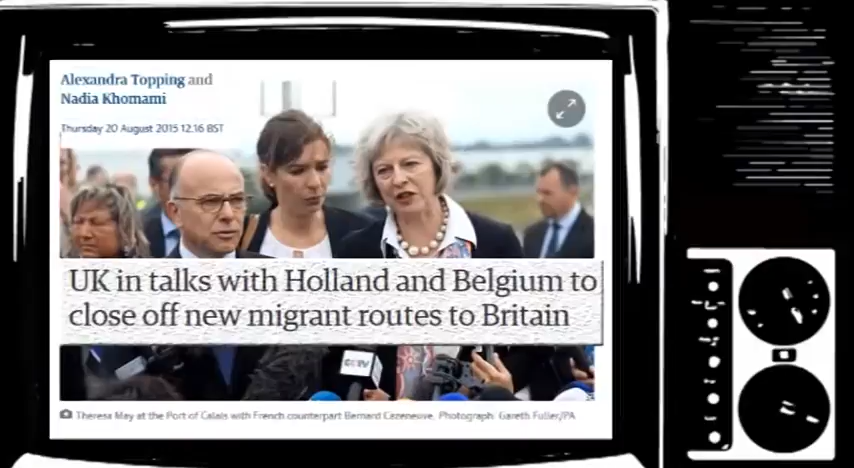 Alexandra Topping and
Nadia Khomami
Thursday 20 August 2015 12.16 BST
UK in talks with Holland and Belgium to
close off new migrant routes to Britain
CCTV
Theresa May at the Port of Calais with French counterpart Bernard Cazeneuve. Photograph: Gareth Fuller/PA